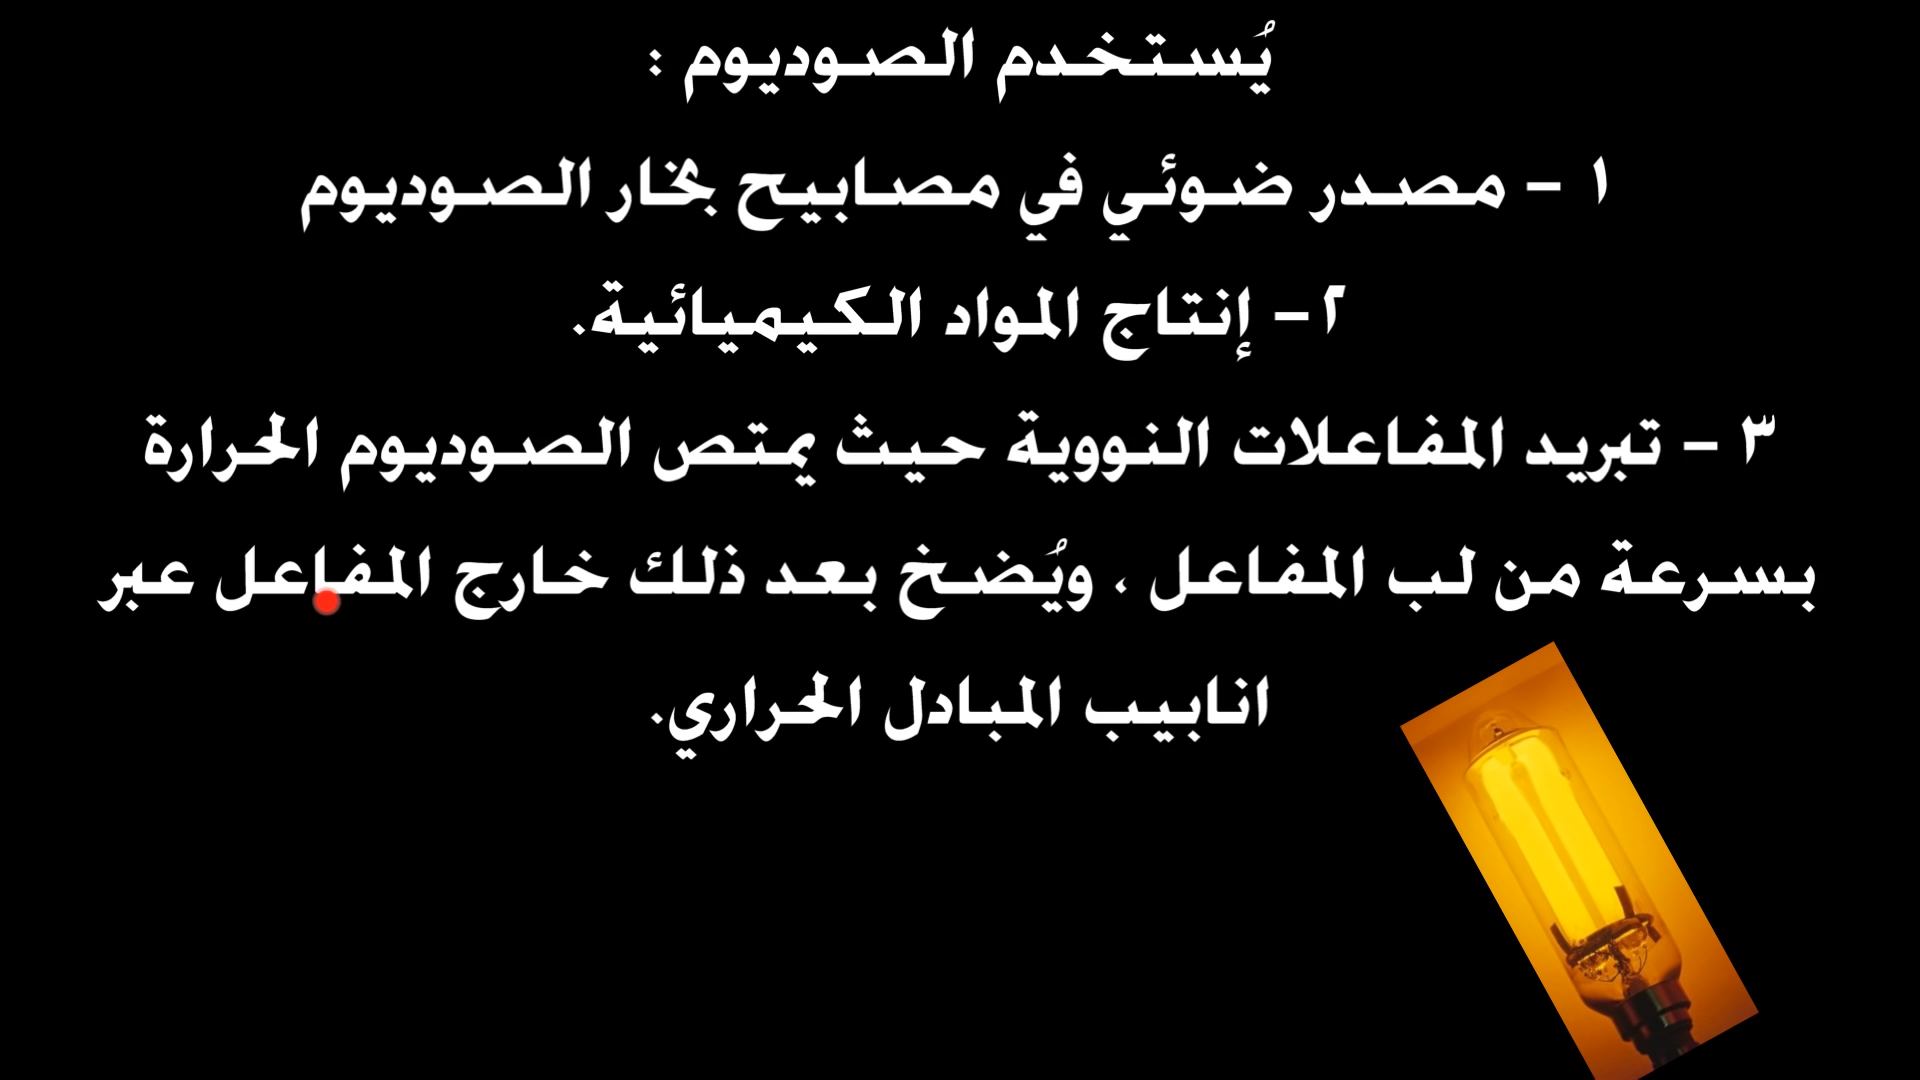 يُستخدم الصوديوم :
١ - مصدر ضوئي في مصابيح بخار الصوديوم
٢- إنتاج المواد الكيميائية.
٣ - تبريد المفاعلات النووية حيث يمتص الصوديوم الحرارة
بسرعة من لب المفاعل ، ويُضخ بعد ذلك خارج المفاعل عبر
انابيب المبادل الحراري.